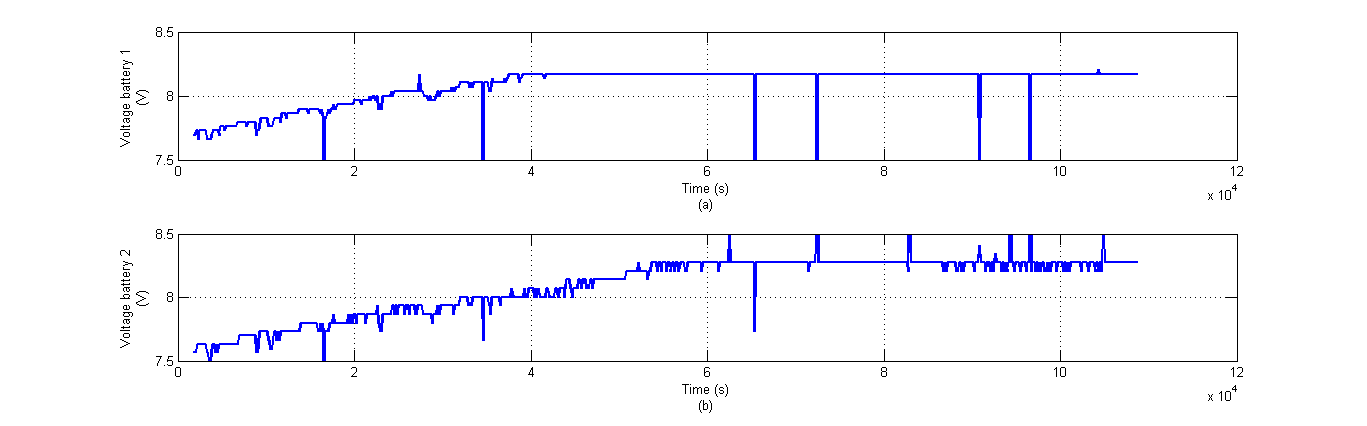 8.5
8
7.5
Voltage battery 1
(V)
0 2 4 6 8 10 12
Time (s)
x 10^4
(a)
8.5
8
7.5
Voltage battery 2
(V)
0 2 4 6 8 10 12
Time (s)
x 10^4
(b)